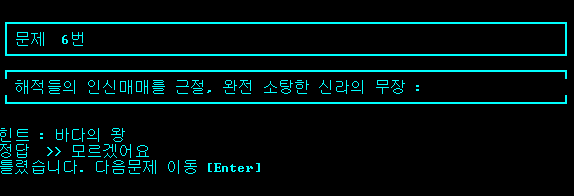 문제 6번
해적들의 인신매매를 근절, 완전 소탕한 신라의 무장 :
힌트 : 바다의 왕
정답 >> 모르겠어요
틀렸습니다. 다음문제 이동 [Enter]